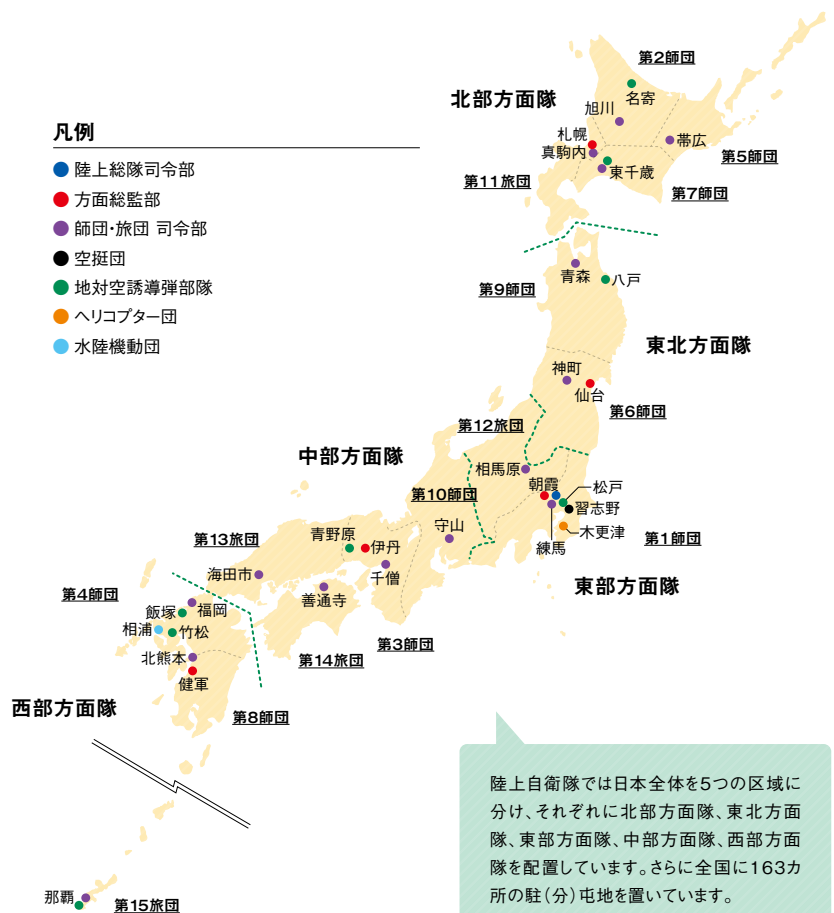 第2師団
北部方面隊
名寄
旭川
凡例
札幌
帯広
真駒内
第5師団
陸上総隊司令部
東千歳
第11旅団
方面総監部
第7師団
師団・旅団 司令部
空挺団
青森
八戸
地対空誘導弾部隊
第9師団
ヘリコプター団
水陸機動団
東北方面隊
神町
仙台
第6師団
第12旅団
中部方面隊
相馬原
朝霞
松戸
第10師団
習志野
守山
木更津
青野原
伊丹
練馬
第1師団
第13旅団
海田市
千僧
東部方面隊
第4師団
善通寺
福岡
飯塚
相浦
竹松
第3師団
北熊本
第14旅団
健軍
西部方面隊
第8師団
陸上自衛隊では日本全体を5つの区域に
分け、それぞれに北部方面隊、東北方面
隊、東部方面隊、中部方面隊、西部方面
隊を配置しています。さらに全国に163カ
所の駐(分)屯地を置いています。
那覇
第15旅団